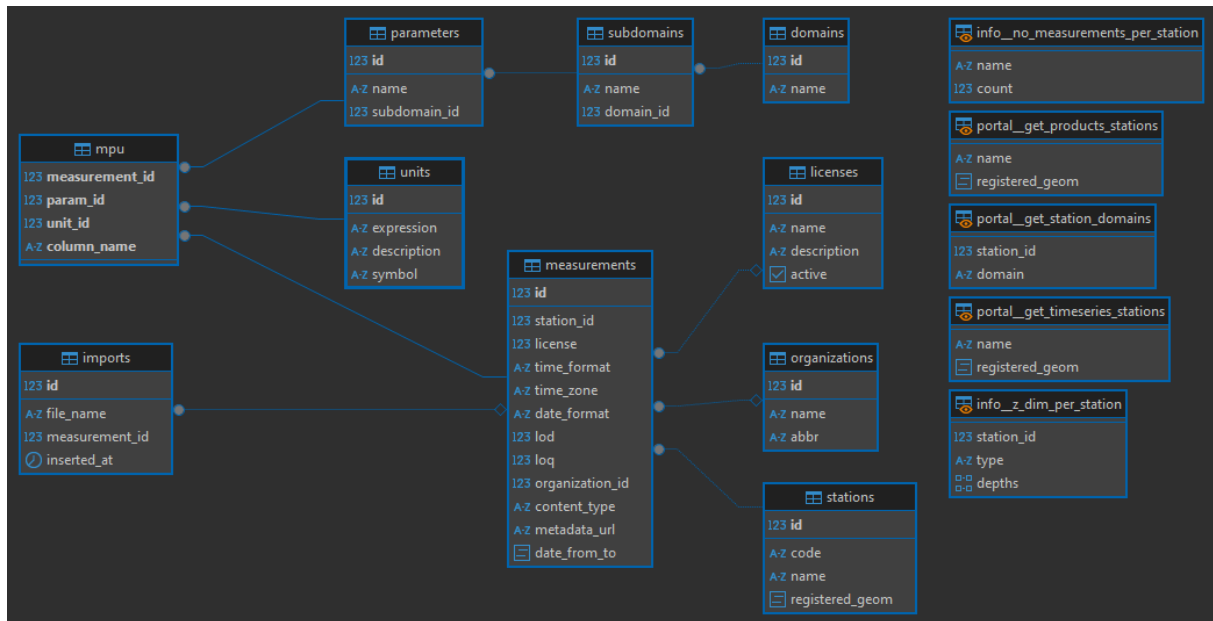 parameters
123 id
A-Z name
123 subdomain_id
subdomains
123 id
A-Z name
123 domain_id
domains
123 id
A-Z name
info__no_measurements_per_station
A-Z name
123 count
mpu
123 measurement_id
123 param_id
123 unit_id
A-Z column_name
units
123 id
A-Z expression
A-Z description
A-Z symbol
licenses
123 id
A-Z name
A-Z description
active
portal__get_products_stations
A-Z name
registered_geom
portal__get_station_domains
123 station_id
A-Z domain
measurements
123 id
123 station_id
123 license
A-Z time_format
A-Z time_zone
A-Z date_format
123 lod
123 loq
123 organization_id
A-Z content_type
A-Z metadata_url
date_from_to
portal__get_timeseries_stations
A-Z name
registered_geom
imports
123 id
A-Z file_name
123 measurement_id
inserted_at
organizations
123 id
A-Z name
A-Z abbr
info__z_dim_per_station
123 station_id
A-Z type
depths
stations
123 id
A-Z code
A-Z name
registered_geom